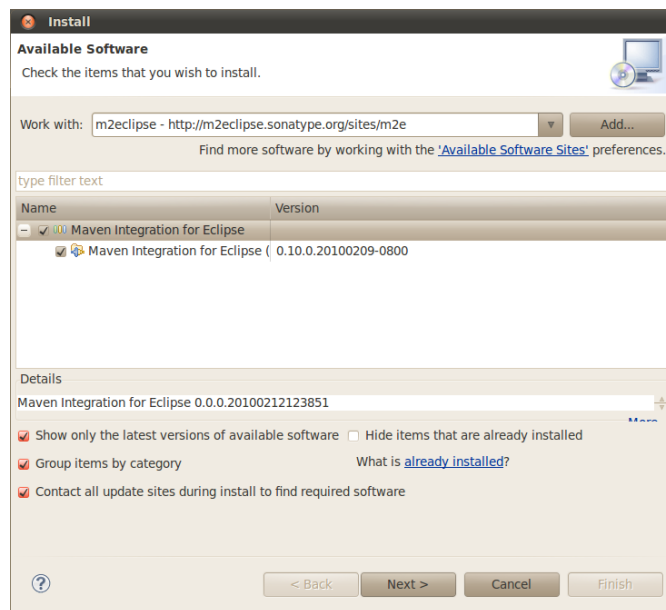 Install
Available Software
Check the items that you wish to install.
Work with: m2eclipse - http://m2eclipse.sonatype.org/sites/m2e Add...
Find more software by working with the 'Available Software Sites' preferences.
type filter text
Name Version
Maven Integration for Eclipse
Maven Integration for Eclipse ( 0.10.0.20100209-0800
Details
Maven Integration for Eclipse 0.0.0.20100212123851
More
Show only the latest versions of available software Hide items that are already installed
Group items by category What is already installed?
Contact all update sites during install to find required software
? < Back Next > Cancel Finish